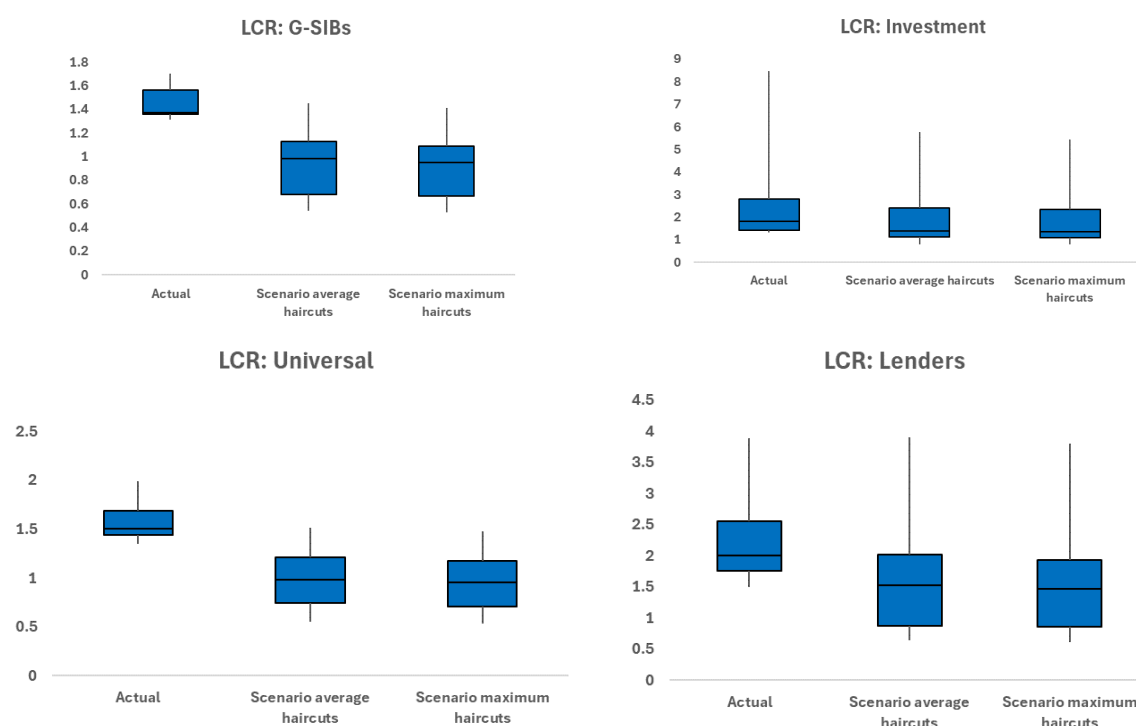 LCR: G-SIBs
1.8
1.6
1.4
1.2
1
0.8
0.6
0.4
0.2
0
Actual
Scenario average
haircuts
Scenario maximum
haircuts
LCR: Investment
9
8
7
6
5
4
3
2
1
0
Actual
Scenario average haircuts
Scenario maximum
haircuts
LCR: Universal
2.5
2
1.5
1
0.5
0
Actual
Scenario average
haircuts
Scenario maximum
haircuts
LCR: Lenders
4.5
4
3.5
3
2.5
2
1.5
1
0.5
0
Actual
Scenario average
haircuts
Scenario maximum
haircuts